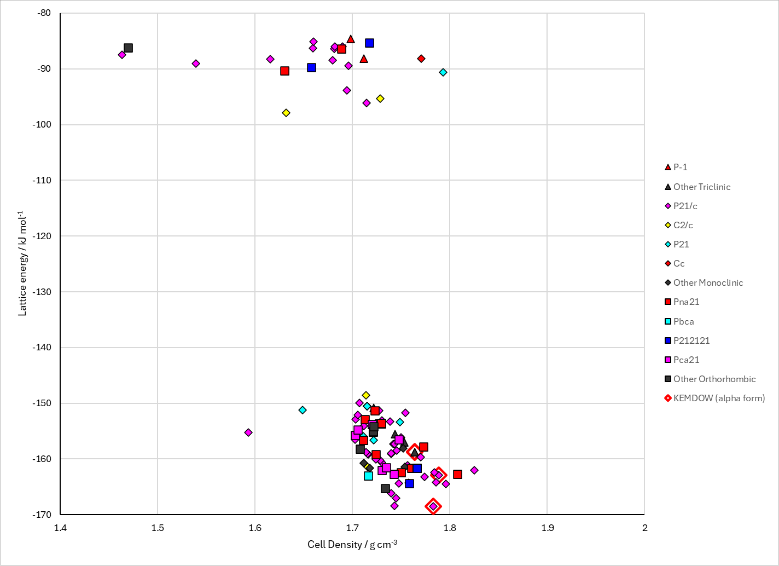 -80
-90
-100
-110
-120
-130
-140
-150
-160
-170
Lattice energy / kJ mol⁻¹
1.4 1.5 1.6 1.7 1.8 1.9 2
Cell Density / g cm⁻³
P-1
Other Triclinic
P21/c
C2/c
P21
Cc
Other Monoclinic
Pna21
Pbca
P212121
Pca21
Other Orthorhombic
KEMDOW (alpha form)